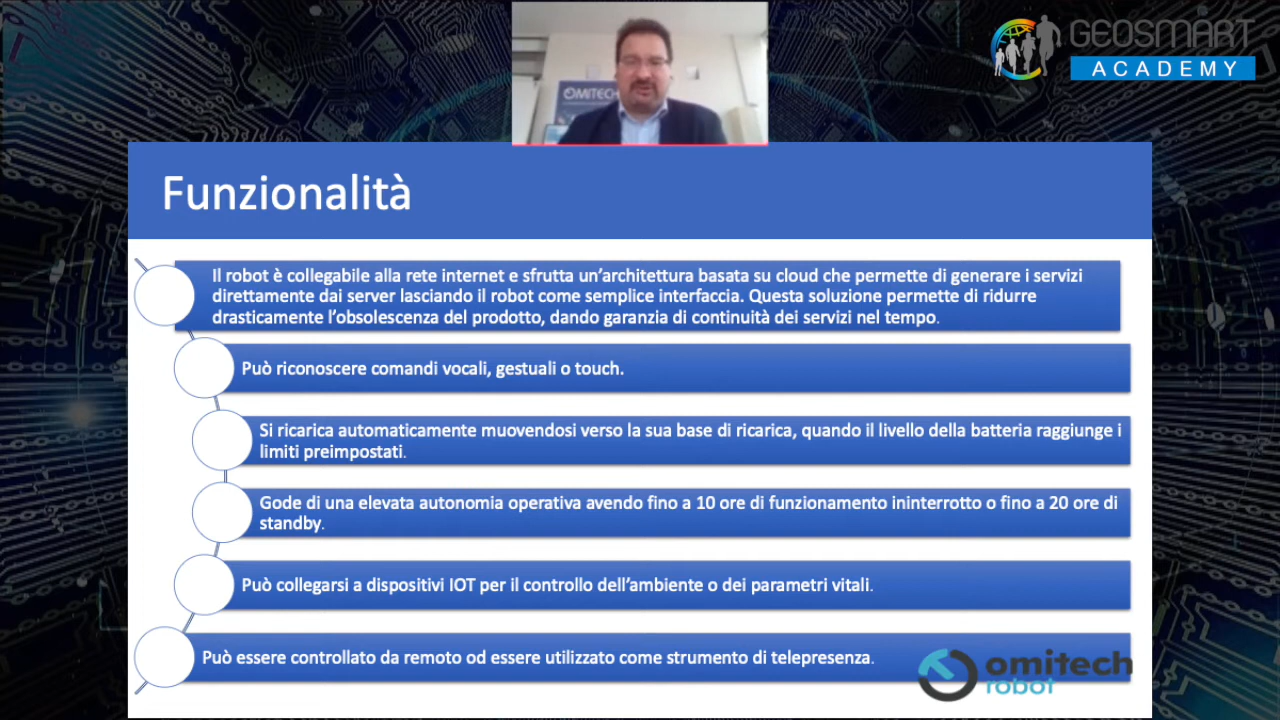 GEOSMART
ACADEMY
OMITECH
Funzionalità
Il robot è collegabile alla rete internet e sfrutta un'architettura basata su cloud che permette di generare i servizi
direttamente dai server lasciando il robot come semplice interfaccia. Questa soluzione permette di ridurre
drasticamente l'obsolescenza del prodotto, dando garanzia di continuità dei servizi nel tempo.
Può riconoscere comandi vocali, gestuali o touch.
Si ricarica automaticamente muovendosi verso la sua base di ricarica, quando il livello della batteria raggiunge i
limiti preimpostati.
Gode di una elevata autonomia operativa avendo fino a 10 ore di funzionamento ininterrotto o fino a 20 ore di
standby.
Può collegarsi a dispositivi IOT per il controllo dell'ambiente o dei parametri vitali.
Può essere controllato da remoto od essere utilizzato come strumento di telepresenza.
omitech
robot